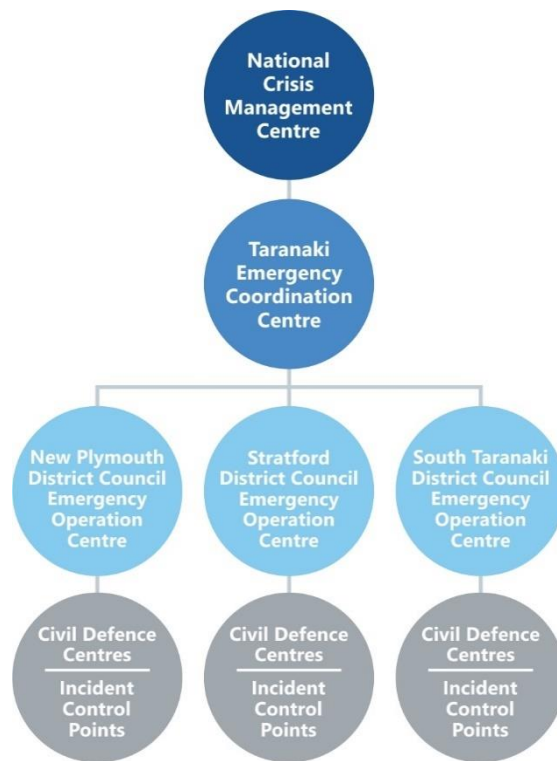 National
Crisis
Management
Centre
Taranaki
Emergency
Coordination
Centre
New Plymouth
District Council
Emergency
Operation
Centre
Stratford
District Council
Emergency
Operation
Centre
South Taranaki
District Council
Emergency
Operation
Centre
Civil Defence
Centres
Incident
Control
Points
Civil Defence
Centres
Incident
Control
Points
Civil Defence
Centres
Incident
Control
Points